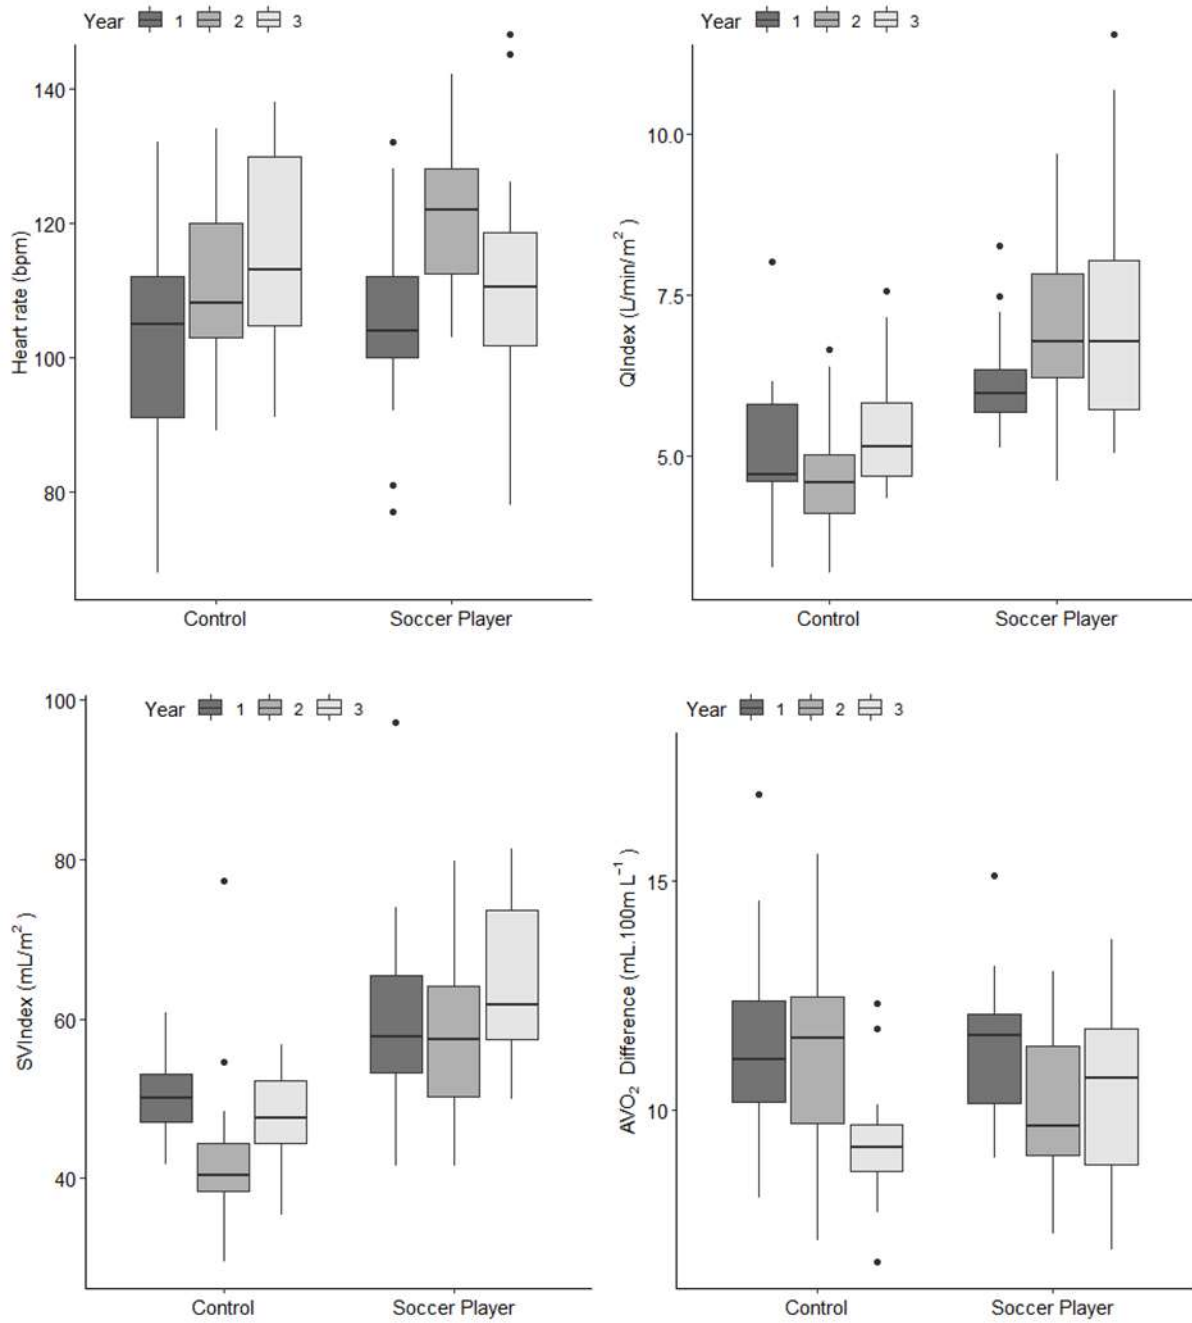 Year 1 2 3
140
120
100
80
Heart rate (bpm)
Control Soccer Player
Year 1 2 3
10.0
7.5
5.0
QIndex (L/min/m² )
Control Soccer Player
Year 1 2 3
100
80
60
40
SVIndex (mL/m² )
Control Soccer Player
Year 1 2 3
15
10
AVO₂ Difference (mL.100m L⁻¹ )
Control Soccer Player